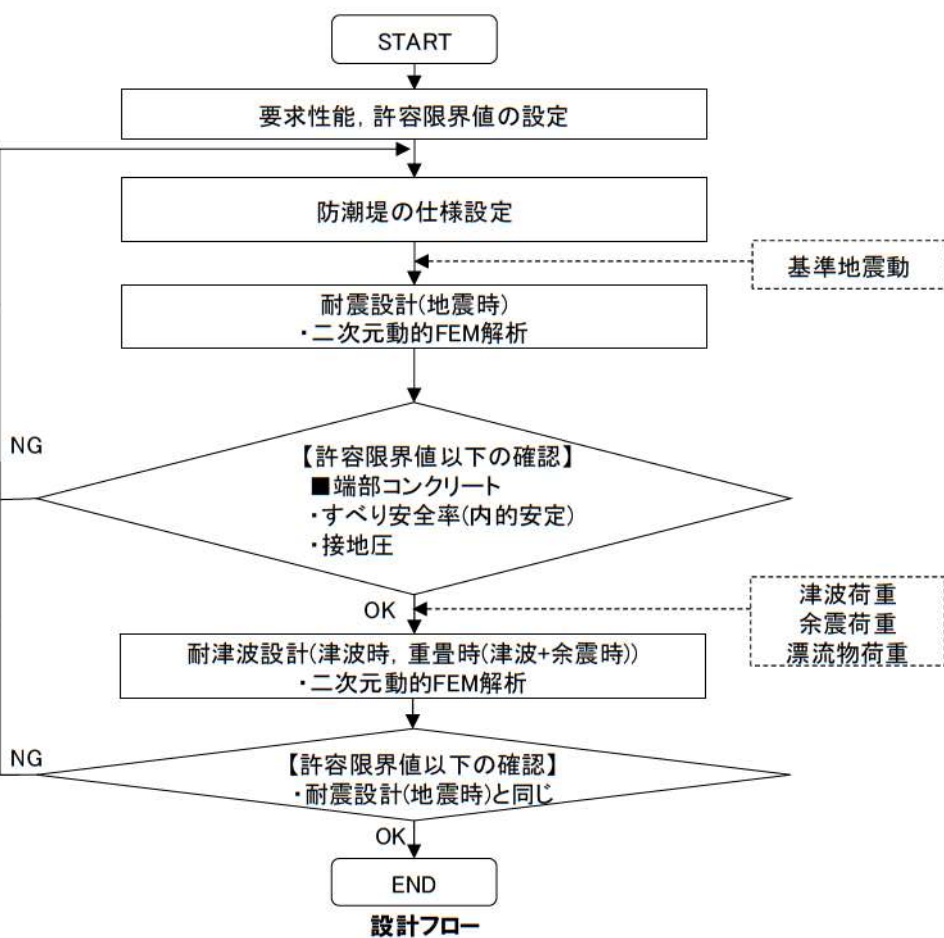 START
要求性能，許容限界値の設定
防潮堤の仕様設定
基準地震動
耐震設計(地震時)
・二次元動的FEM解析
NG
【許容限界値以下の確認】
■端部コンクリート
・すべり安全率(内的安定)
・接地圧
OK
津波荷重
余震荷重
漂流物荷重
耐津波設計(津波時，重畳時(津波+余震時))
・二次元動的FEM解析
NG
【許容限界値以下の確認】
・耐震設計(地震時)と同じ
OK
END
設計フロー